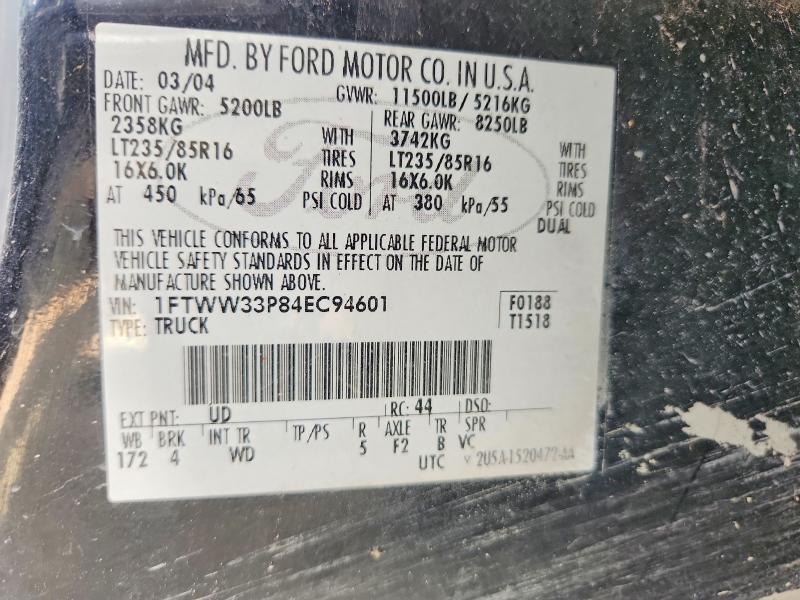 MFD. BY FORD MOTOR CO. IN U.S.A.
DATE: 03/04 GVWR: 11500LB/ 5216KG
FRONT GAWR: 5200LB REAR GAWR: 8250LB
2358KG WITH 3742KG WITH
LT235/85R16 TIRES LT235/85R16 TIRES
16X6.0K RIMS 16X6.0K RIMS
AT 450 kPa/65 PSI COLD AT 380 kPa/55 PSI COLD
DUAL
Ford
THIS VEHICLE CONFORMS TO ALL APPLICABLE FEDERAL MOTOR
VEHICLE SAFETY STANDARDS IN EFFECT ON THE DATE OF
MANUFACTURE SHOWN ABOVE.
VIN: 1FTWW33P84EC94601 F0188
TYPE: TRUCK T1518
EXT PNT: UD RC: 44 DSO:
WB BRK INT TR TP/PS R AXLE TR SPR
172 4 WD 5 F2 B VC
UTC V 2U5A-1520472-AA